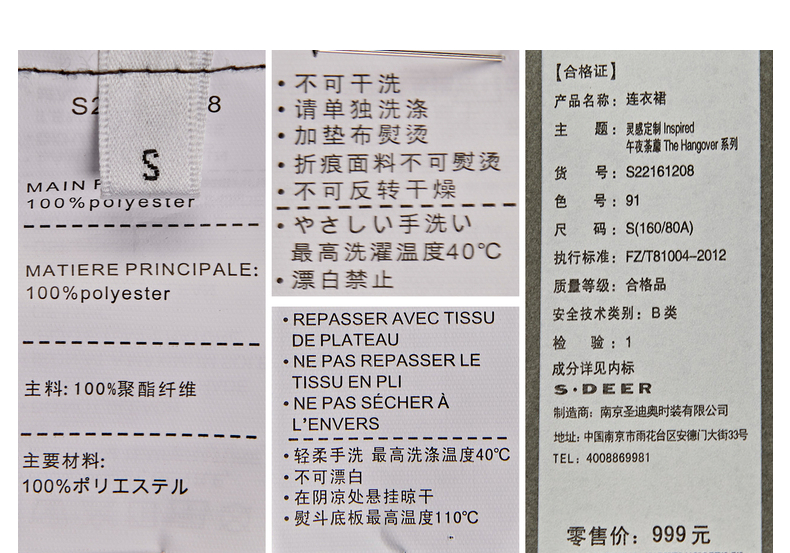 S2
8
S
100%polyester
MATIERE PRINCIPALE:
100%polyester
主料: 100%聚酯纤维
主要材料:
100%ポリエステル
• 不可干洗
• 请单独洗涤
• 加垫布熨烫
• 折痕面料不可熨烫
• 不可反转干燥
• やさしい手洗い
最高洗濯温度40℃
• 漂白禁止
• REPASSER AVEC TISSU
DE PLATEAU
• NE PAS REPASSER LE
TISSU EN PLI
• NE PAS SÉCHER À
L'ENVERS
• 轻柔手洗 最高洗涤温度40℃
• 不可漂白
• 在阴凉处悬挂晾干
• 熨斗底板最高温度110℃
【合格证】
产品名称: 连衣裙
主 题: 灵感定制 Inspired
午夜荼蘼 The Hangover 系列
货 号: S22161208
色 号: 91
尺 码: S(160/80A)
执行标准: FZ/T81004-2012
质量等级: 合格品
安全技术类别: B 类
检 验: 1
成分详见内标
S·DEER
制造商: 南京圣迪奥时装有限公司
地址: 中国南京市雨花台区安德门大街33号
TEL: 4008869981
零售价: 999 元